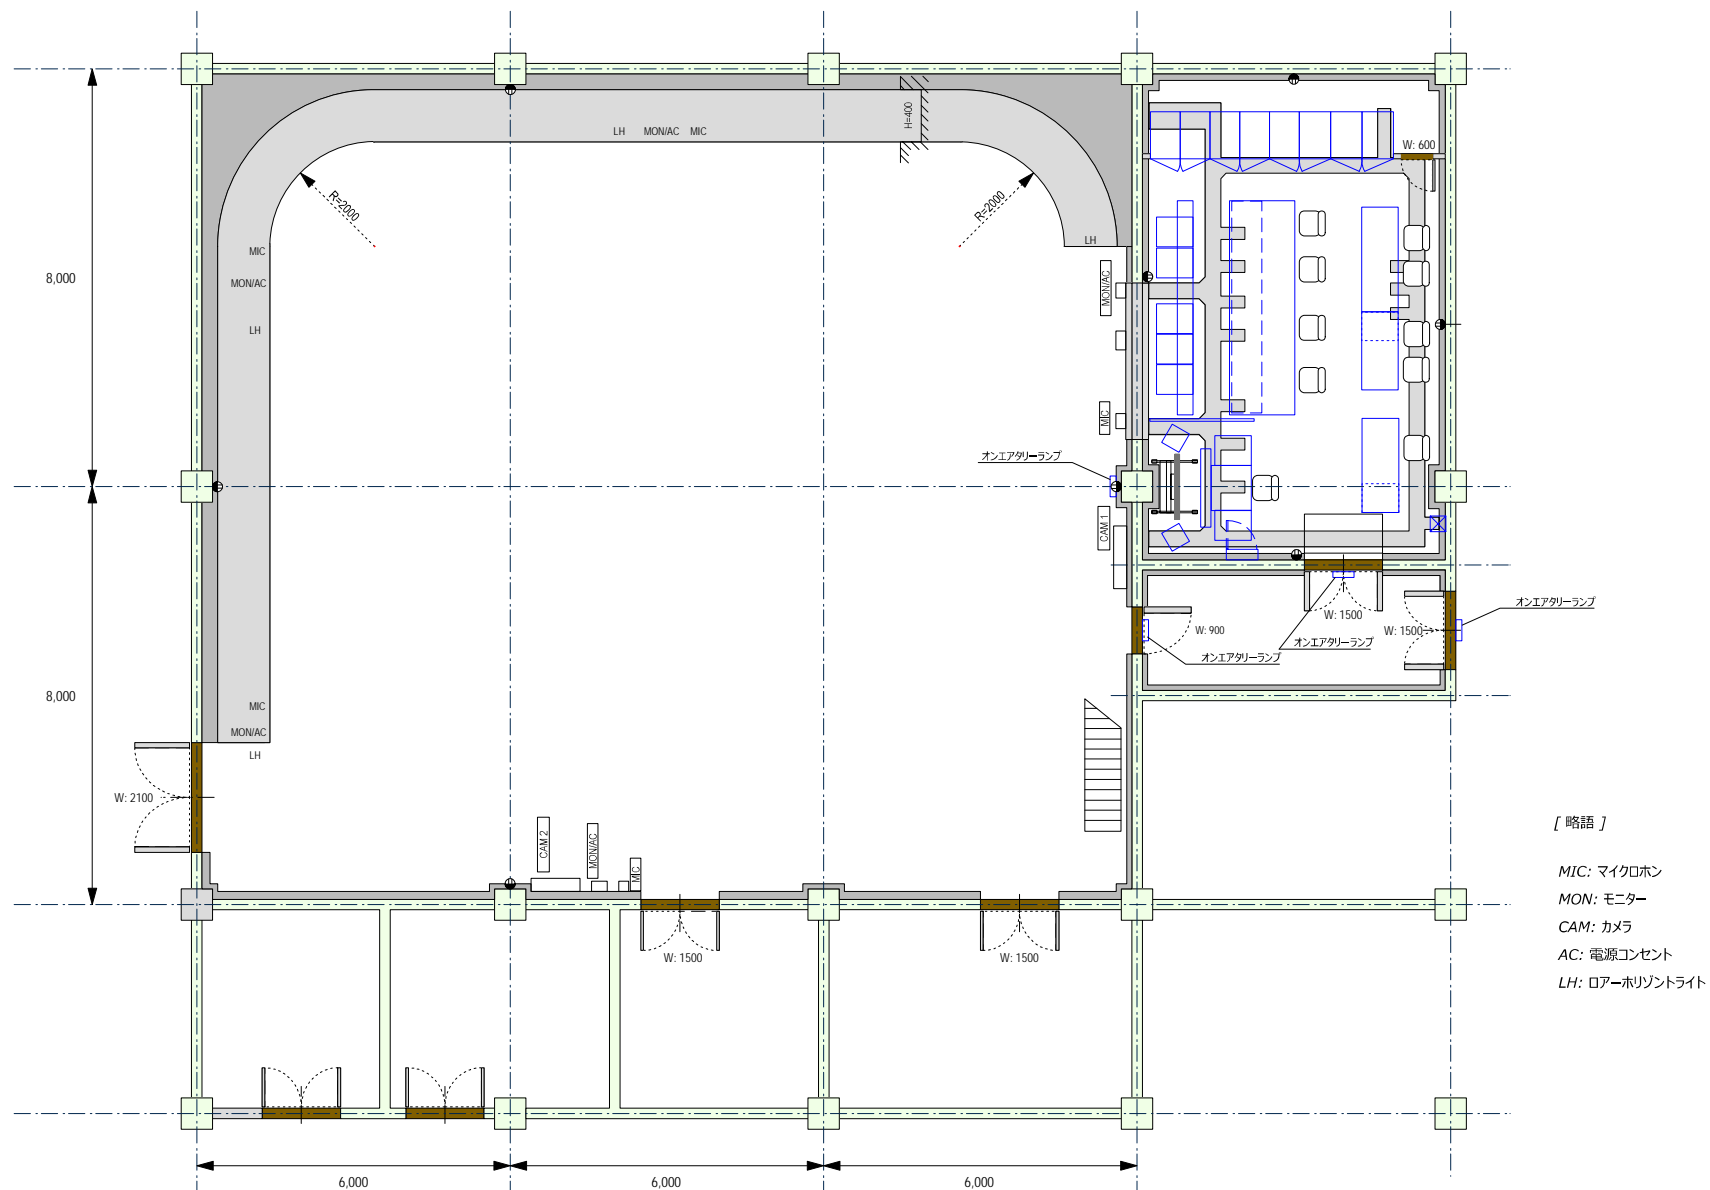 H=400
LH MON/AC MIC
W: 600
R=2000
R=2000
MIC
LH
MON/AC
8,000
MON/AC
LH
MIC
オンエアタリーランプ
CAM 1
オンエアタリーランプ
W: 1500
W: 900
W: 1500
オンエアタリーランプ
オンエアタリーランプ
8,000
MIC
MON/AC
LH
W: 2100
CAM 2
MON/AC
MIC
W: 1500
W: 1500
6,000
6,000
6,000
[ 略語 ]
MIC: マイクロホン
MON: モニター
CAM: カメラ
AC: 電源コンセント
LH: ロアーホリゾントライト